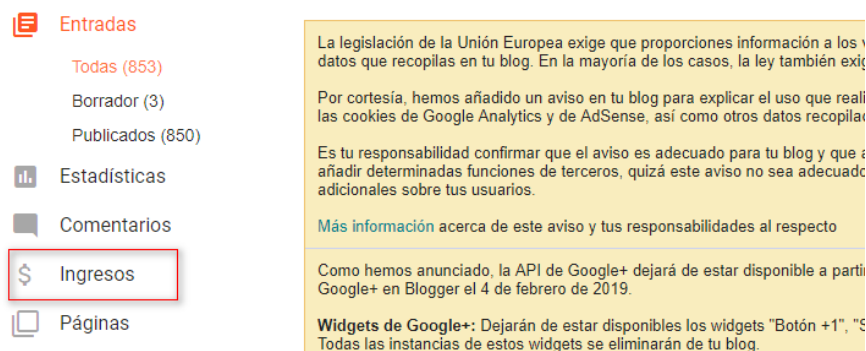 Entradas
Todas (853)
Borrador (3)
Publicados (850)
Estadísticas
Comentarios
$ Ingresos
Páginas
La legislación de la Unión Europea exige que proporciones información a los
datos que recopilas en tu blog. En la mayoría de los casos, la ley también
Por cortesía, hemos añadido un aviso en tu blog para explicar el uso que
las cookies de Google Analytics y de AdSense, así como otros datos
Es tu responsabilidad confirmar que el aviso es adecuado para tu blog y que
añadir determinadas funciones de terceros, quizá este aviso no sea
adicionales sobre tus usuarios.
Más información acerca de este aviso y tus responsabilidades al respecto
Como hemos anunciado, la API de Google+ dejará de estar disponible a
Google+ en Blogger el 4 de febrero de 2019.
Widgets de Google+: Dejarán de estar disponibles los widgets "Botón +1",
Todas las instancias de estos widgets se eliminarán de tu blog.